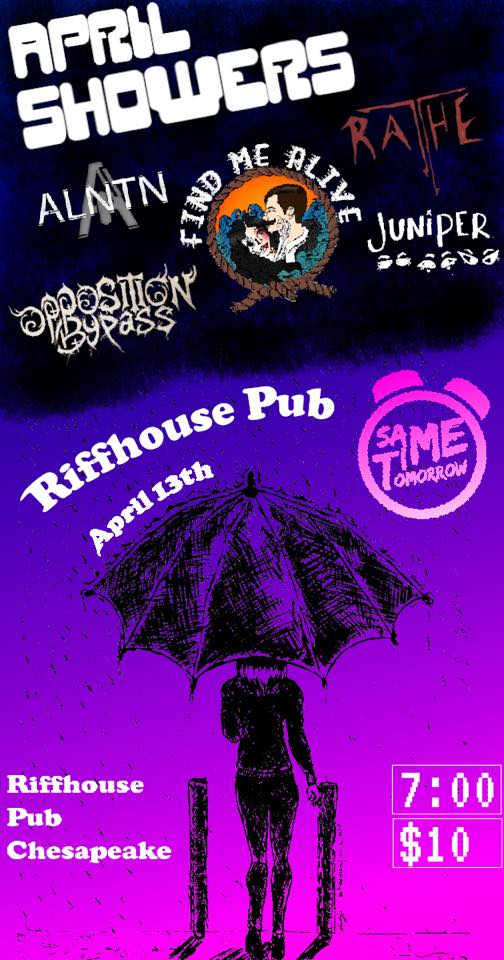 APRIL
SHOWERS
RATHE
ALNTN
FIND ME ALIVE
JUNIPER
OPPOSITION
BYPASS
Riffhouse Pub
April 13th
SAME
TIME
TOMORROW
Riffhouse
Pub
Chesapeake
7:00
$10